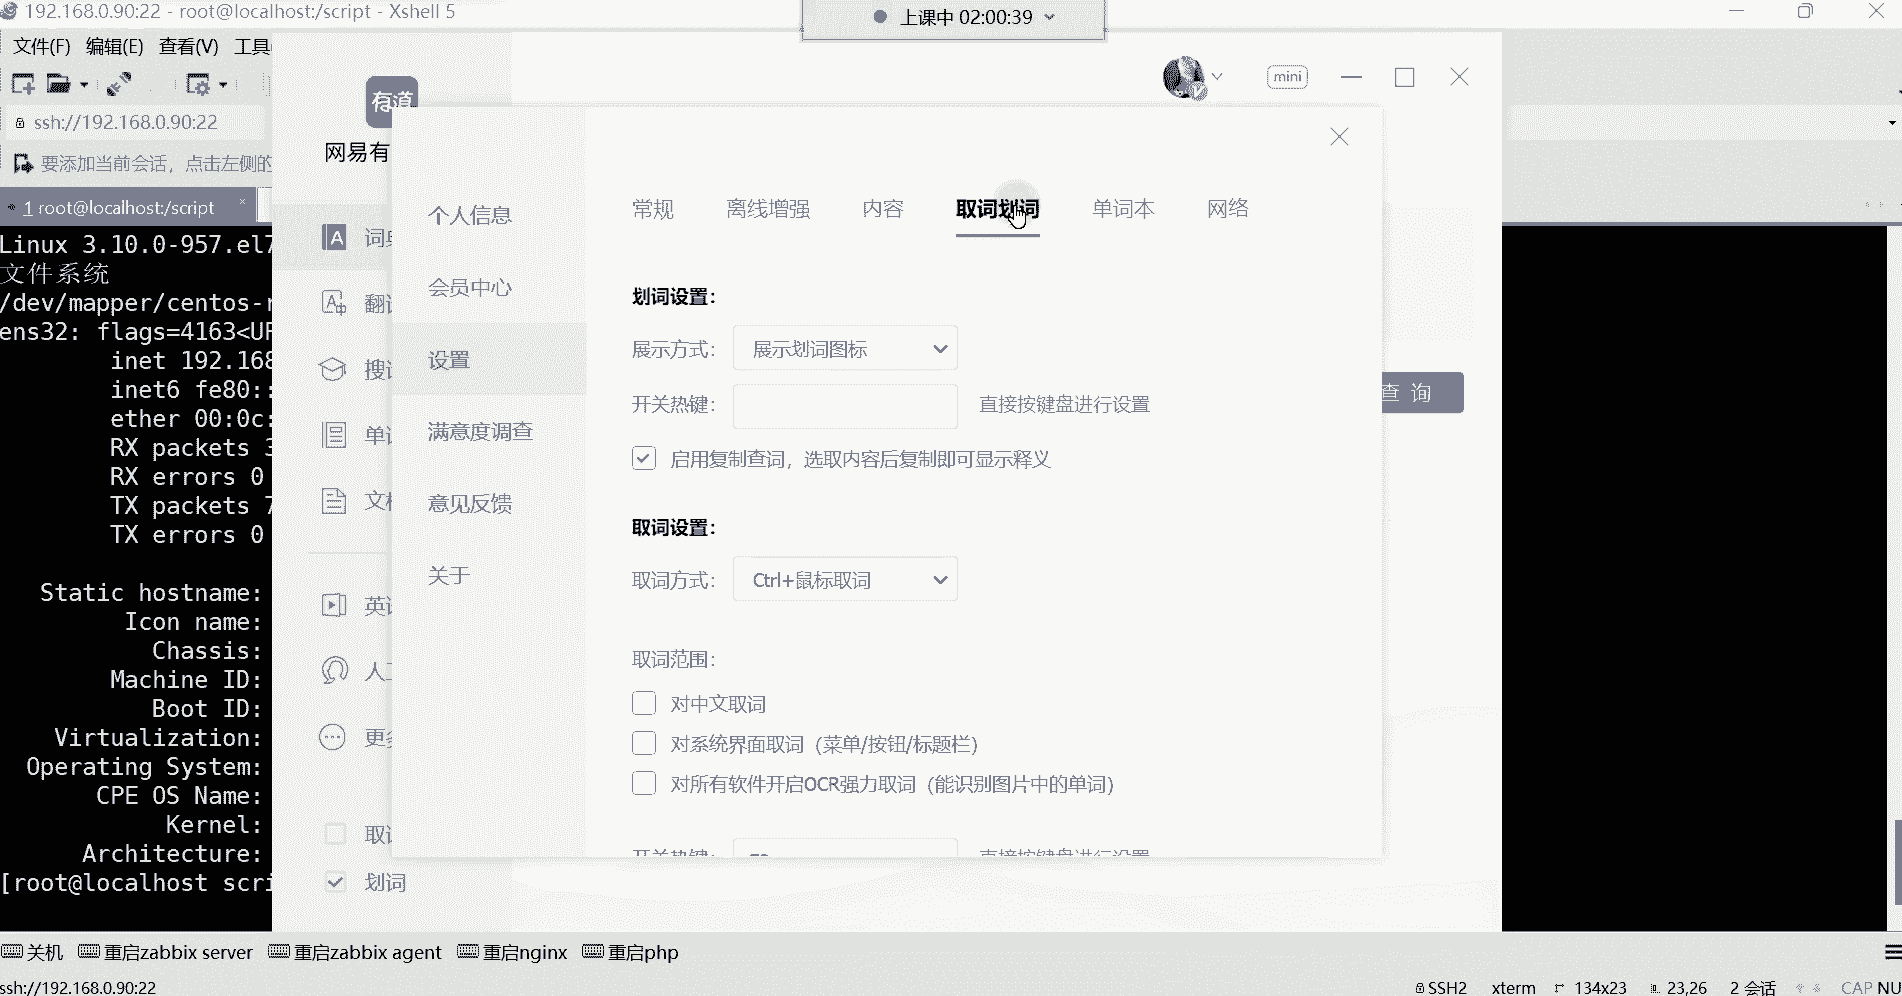 192.168.0.90:22 - root@localhost:/script - Xshell 5
上课中 02:00:39
文件(F) 编辑(E) 查看(V) 工具
有道
mini
ssh://192.168.0.90:22
网易有
要添加当前会话，点击左侧的
1 root@localhost:/script
个人信息
会员中心
设置
满意度调查
意见反馈
关于
常规 离线增强 内容 取词划词 单词本 网络
划词设置：
展示方式： 展示划词图标
开关热键： 直接按键盘进行设置
启用复制查词，选取内容后复制即可显示释义
取词设置：
取词方式： Ctrl+鼠标取词
取词范围：
对中文取词
对系统界面取词（菜单/按钮/标题栏）
对所有软件开启OCR强力取词（能识别图片中的单词）
开关热键： 直接按键盘进行设置
查 询
A 词
翻
搜
单
文
英
人
更
取
划词
Linux 3.10.0-957.el7
文件系统
/dev/mapper/centos-r
ens32: flags=4163<UP
inet 192.168
inet6 fe80::
ether 00:0c:
RX packets 3
RX errors 0
TX packets 7
TX errors 0
Static hostname:
Icon name:
Chassis:
Machine ID:
Boot ID:
Virtualization:
Operating System:
CPE OS Name:
Kernel:
Architecture:
[root@localhost scri
关机 重启zabbix server 重启zabbix agent 重启nginx 重启php
ssh://192.168.0.90:22
SSH2 xterm 134x23 23,26 2 会话 CAP NU